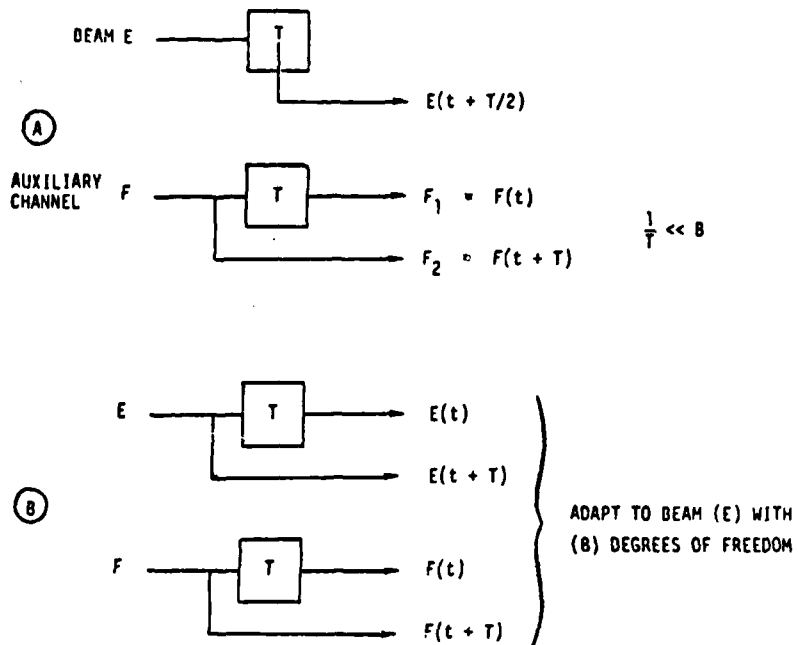 BEAM E
T
E(t + T/2)
A
AUXILIARY
CHANNEL
F
T
F1 = F(t)
1/T << B
F2 = F(t + T)
E
T
E(t)
E(t + T)
B
ADAPT TO BEAM (E) WITH
(B) DEGREES OF FREEDOM
F
T
F(t)
F(t + T)